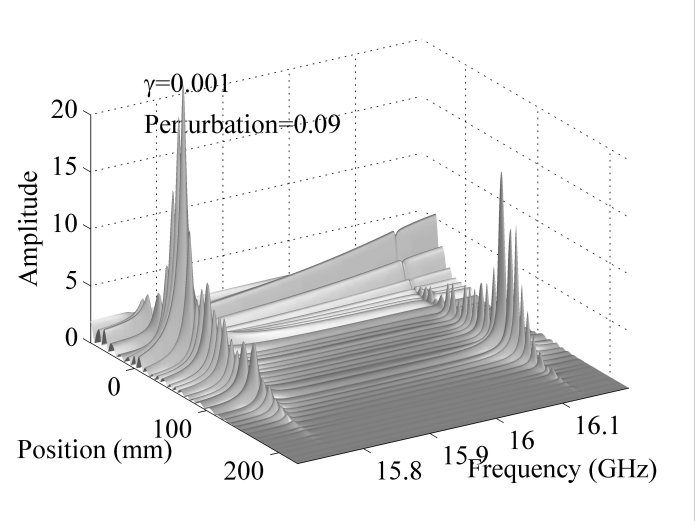 γ=0.001
Perturbation=0.09
20
15
10
5
0
Amplitude
0
100
200
Position (mm)
15.8
15.9
16
16.1
Frequency (GHz)